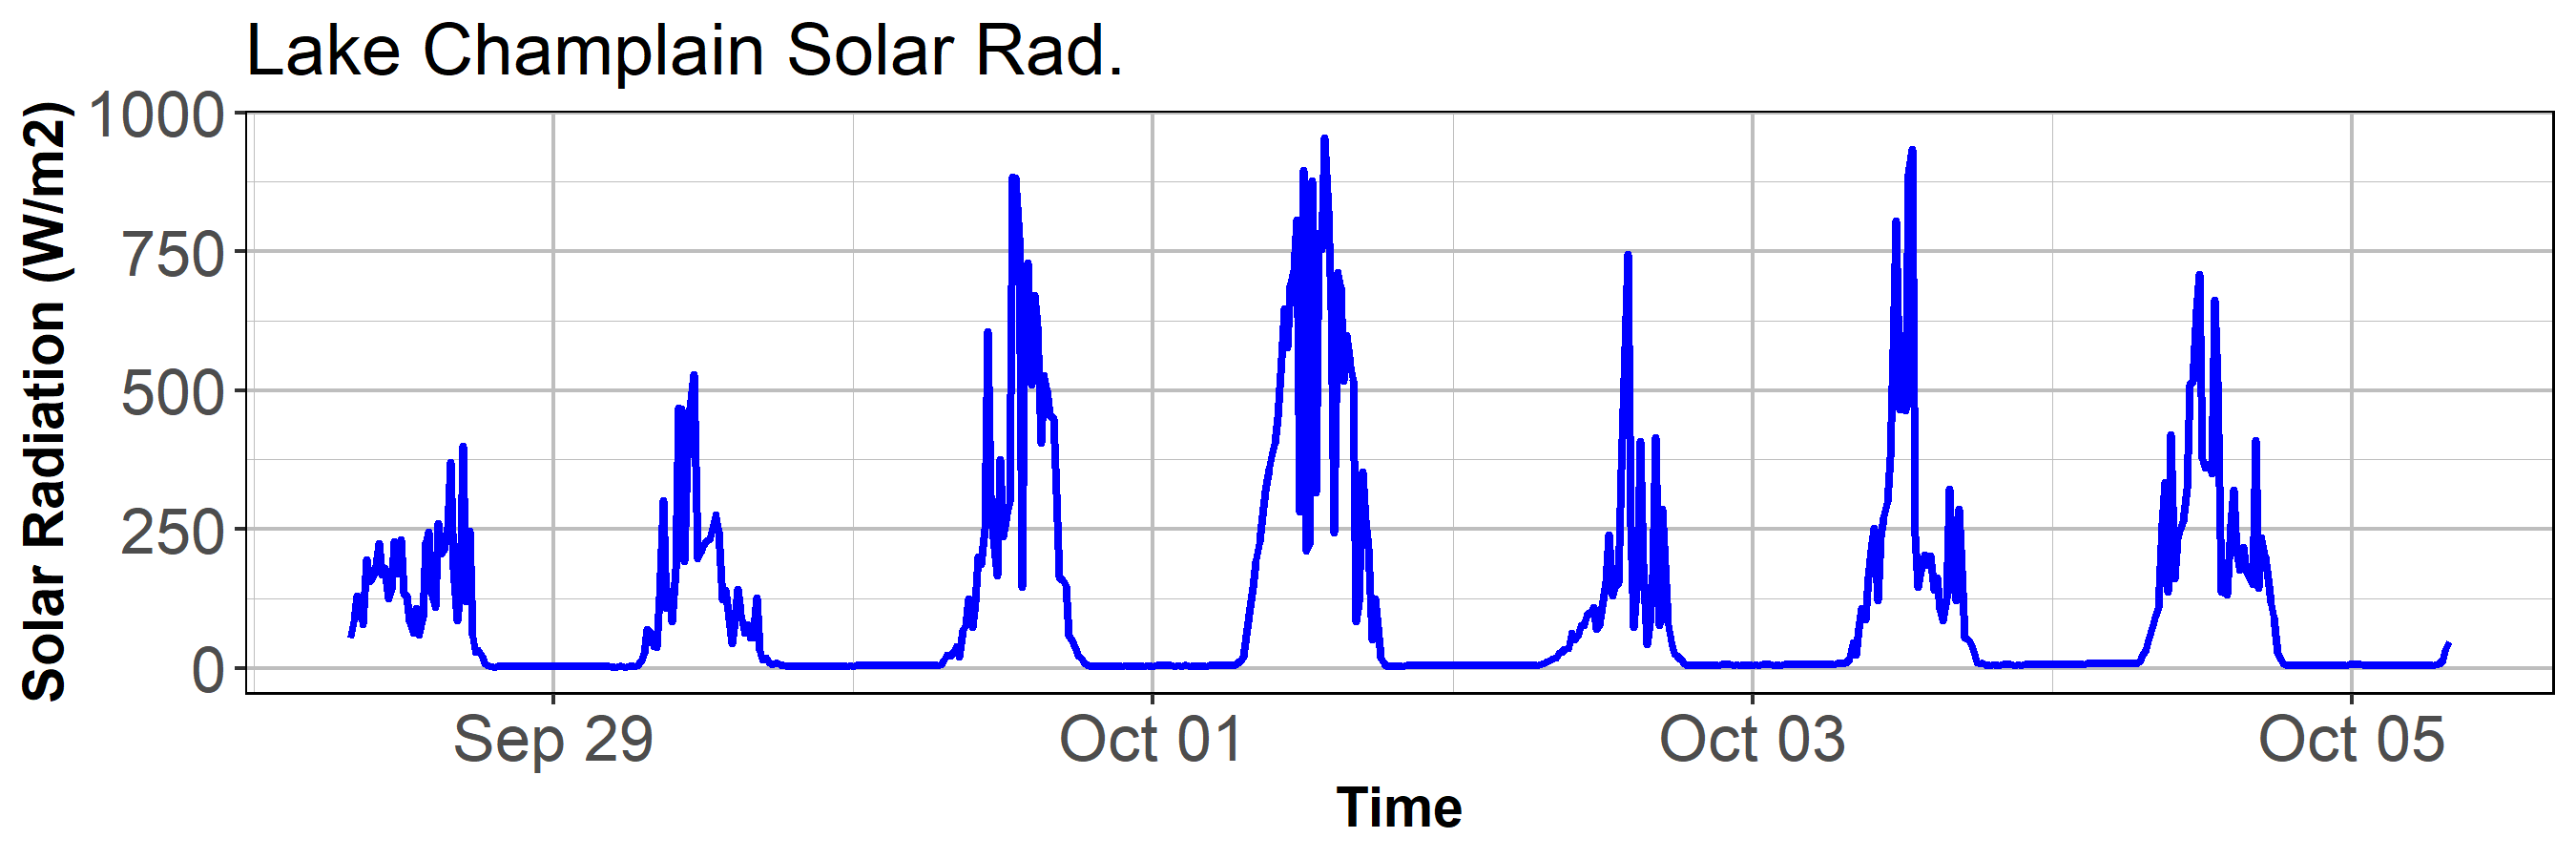 Lake Champlain Solar Rad.
Solar Radiation (W/m2)
1000
750
500
250
0
Sep 29 Oct 01 Oct 03 Oct 05
Time